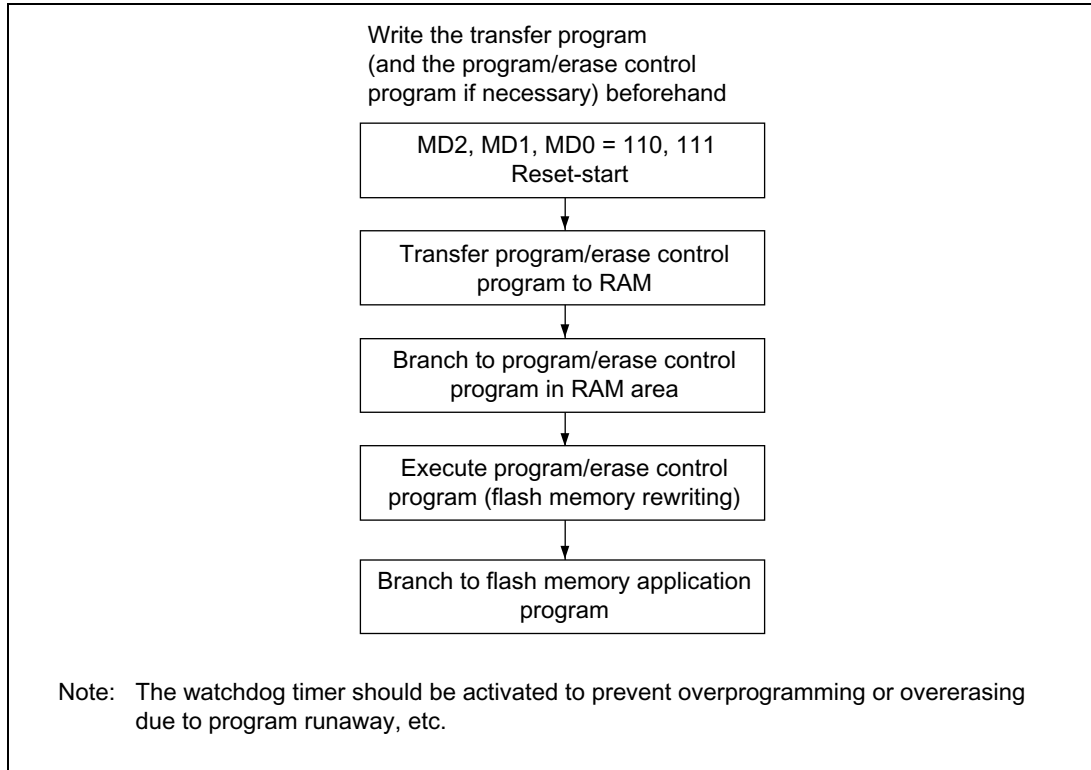 Write the transfer program
(and the program/erase control
program if necessary) beforehand
MD2, MD1, MD0 = 110, 111
Reset-start
Transfer program/erase control
program to RAM
Branch to program/erase control
program in RAM area
Execute program/erase control
program (flash memory rewriting)
Branch to flash memory application
program
Note: The watchdog timer should be activated to prevent overprogramming or overerasing
due to program runaway, etc.